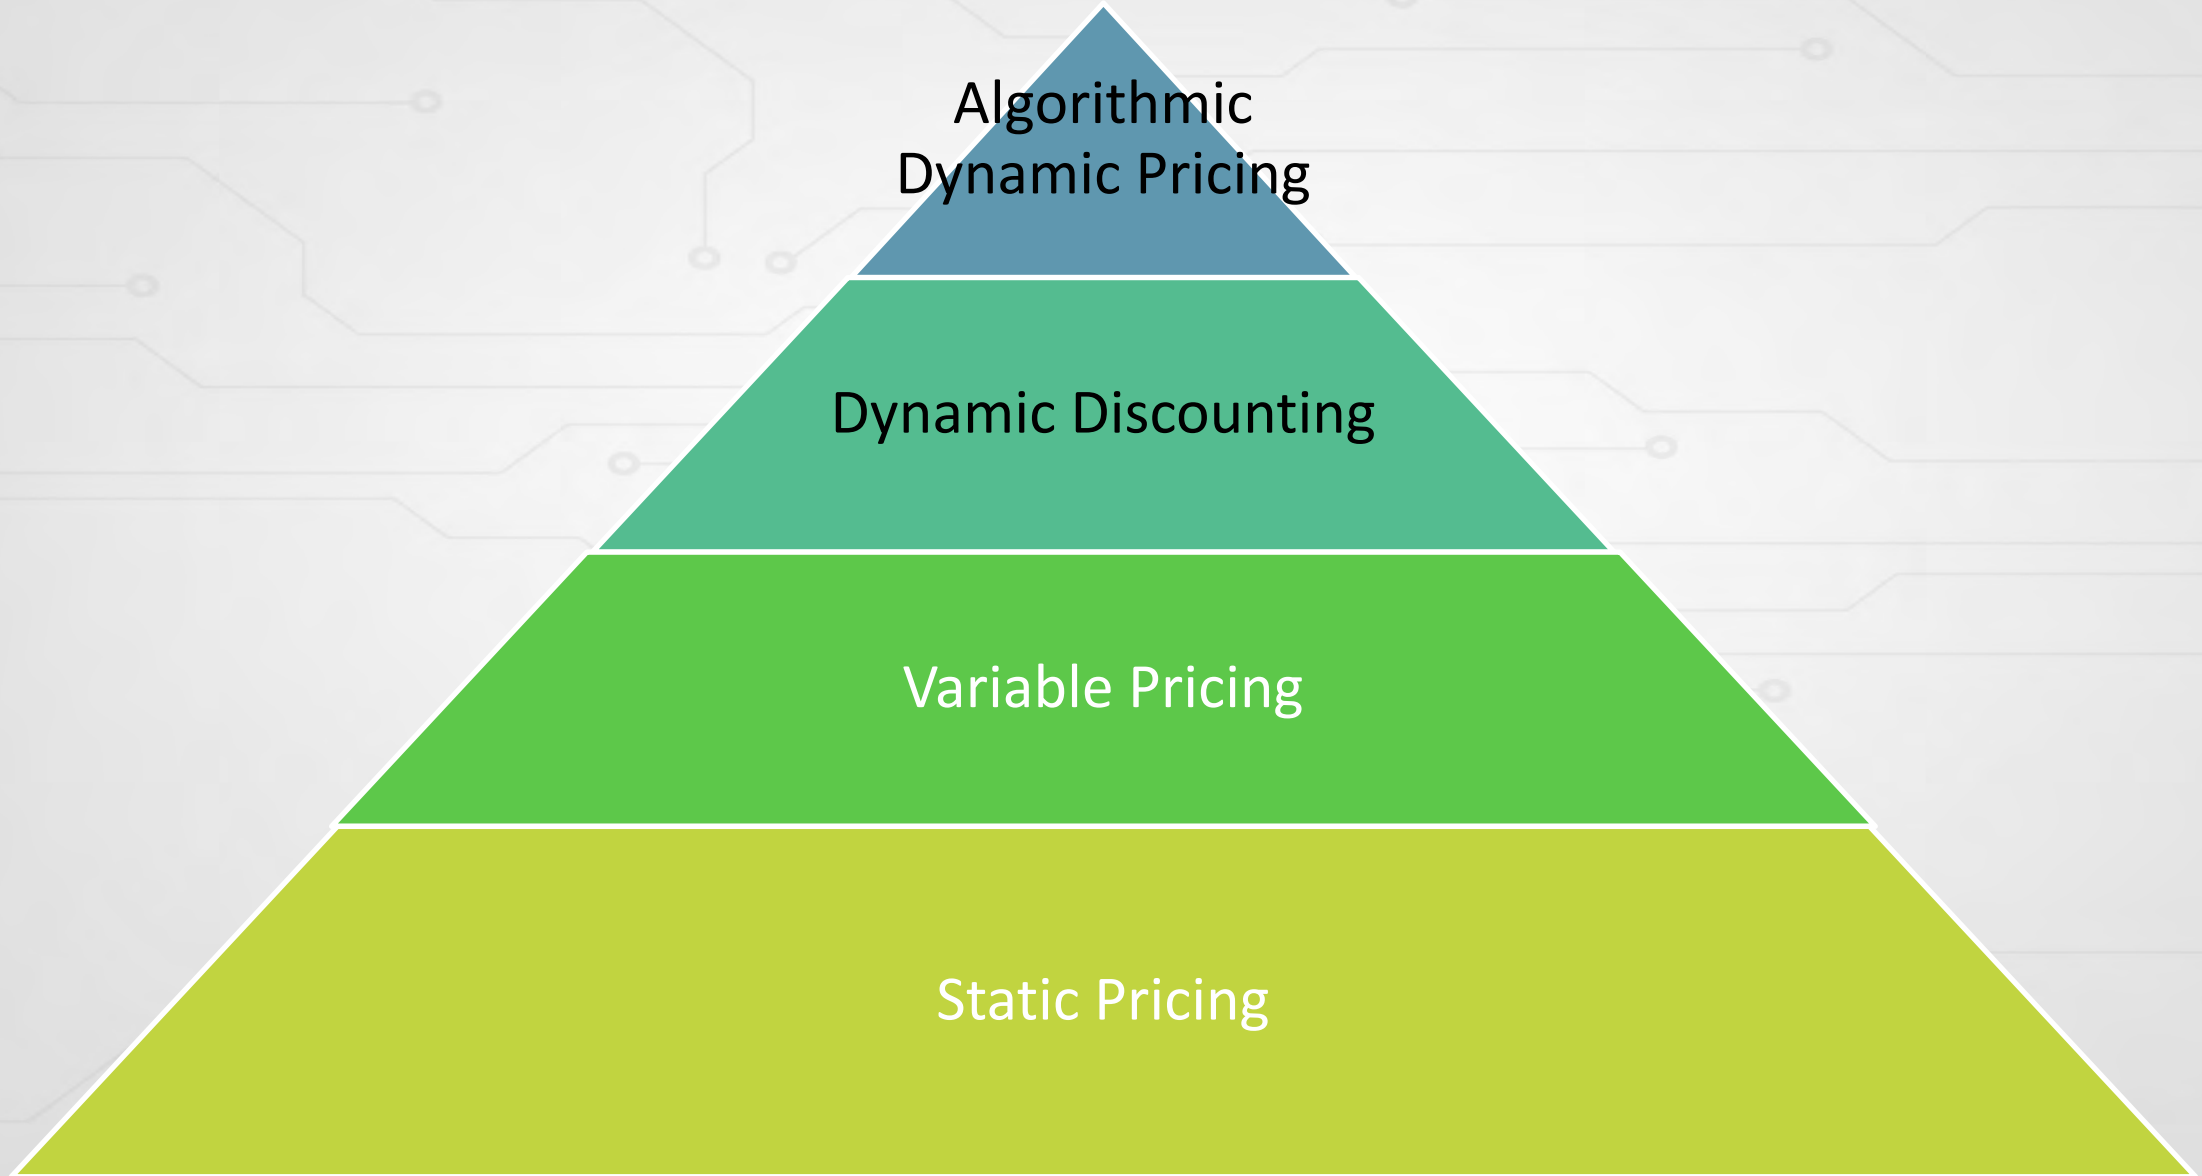 Algorithmic
Dynamic Pricing
Dynamic Discounting
Variable Pricing
Static Pricing